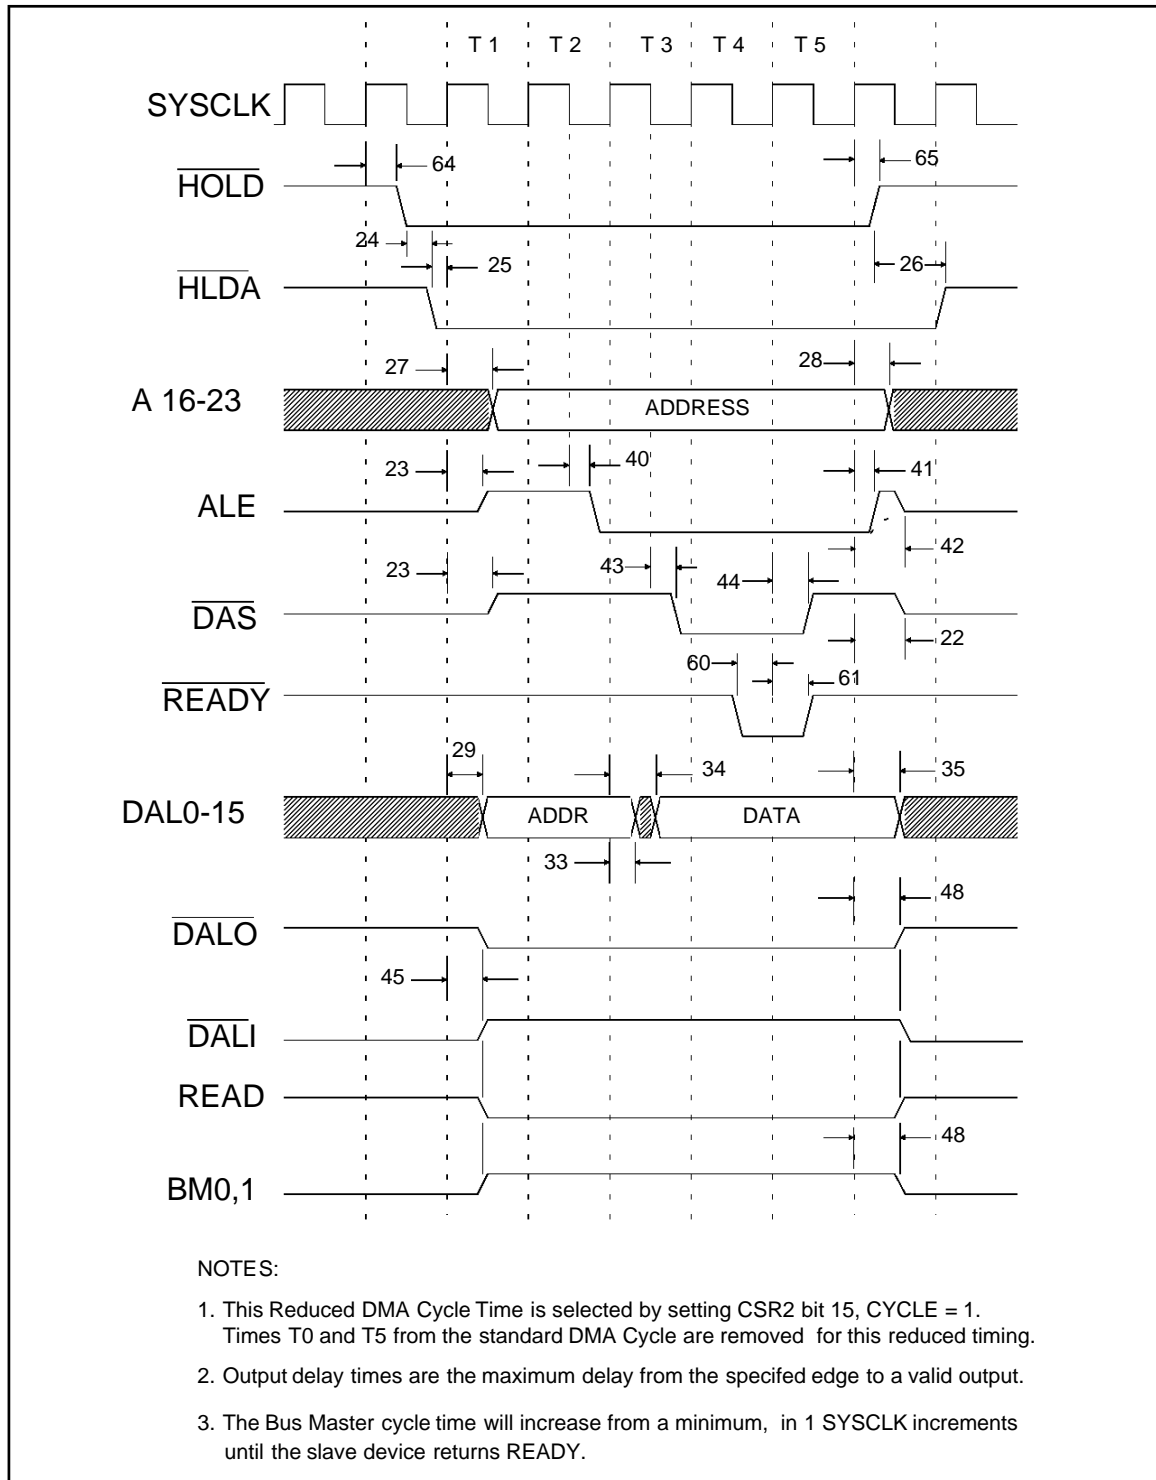 T 1 T 2 T 3 T 4 T 5
SYSCLK
64 65
HOLD
24
25 26
HLDA
27 28
A 16-23 ADDRESS
23 40 41
ALE
42
23 43 44
DAS
22
60 61
READY
29 34 35
DAL0-15 ADDR DATA
33
48
DALO
45
DALI
READ
48
BM0,1
NOTES:
1. This Reduced DMA Cycle Time is selected by setting CSR2 bit 15, CYCLE = 1.
Times T0 and T5 from the standard DMA Cycle are removed for this reduced timing.
2. Output delay times are the maximum delay from the specifed edge to a valid output.
3. The Bus Master cycle time will increase from a minimum, in 1 SYSCLK increments
until the slave device returns READY.